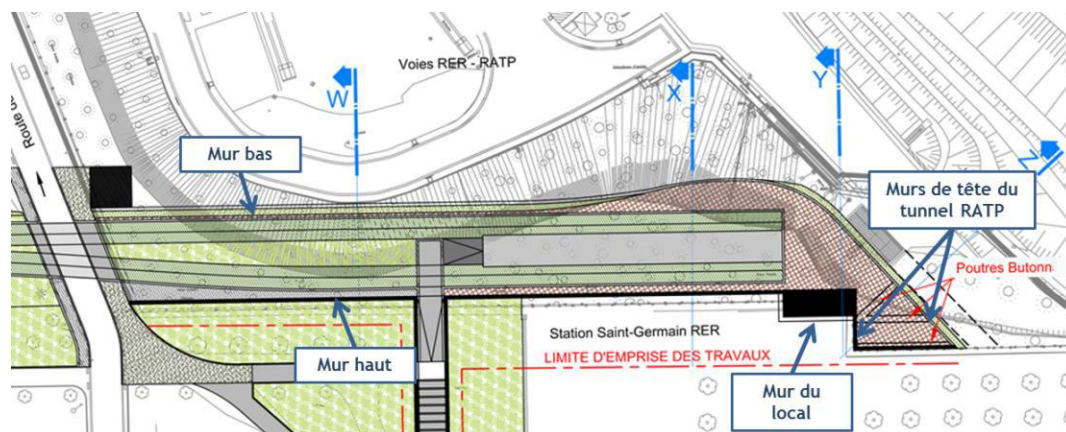 Voies RER - RATP
W
X
Y
Z
Route
Mur bas
Murs de tête du
tunnel RATP
Poutres Butonn
Station Saint-Germain RER
LIMITE D'EMPRISE DES TRAVAUX
Mur haut
Mur du
local